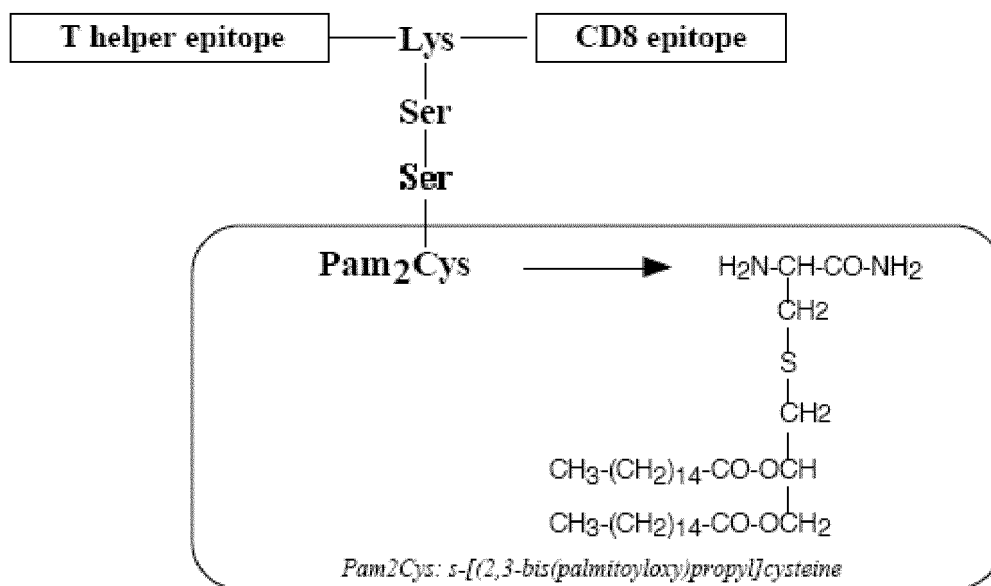 T helper epitope Lys CD8 epitope
Ser
Ser
Pam2Cys H2N-CH-CO-NH2
CH2
S
CH2
CH3-(CH2)14-CO-OCH
CH3-(CH2)14-CO-OCH2
Pam2Cys: s-[(2,3-bis(palmitoyloxy)propyl]cysteine